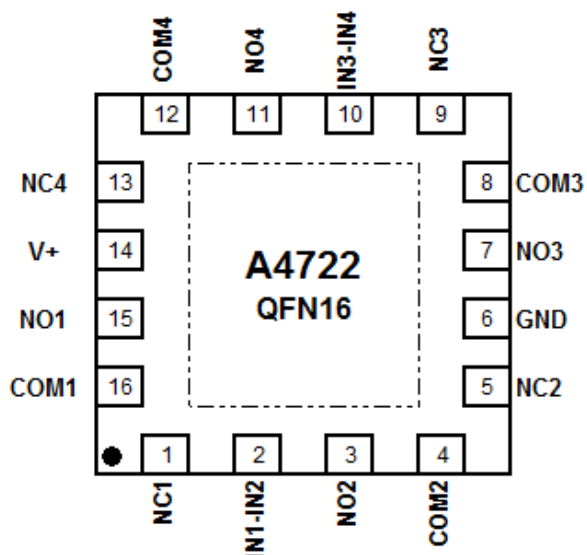 COM4
NO4
IN3-IN4
NC3
12
11
10
9
NC4
13
8
COM3
V+
14
A4722
7
NO3
QFN16
NO1
15
6
GND
COM1
16
5
NC2
1
2
3
4
NC1
IN1-IN2
NO2
COM2